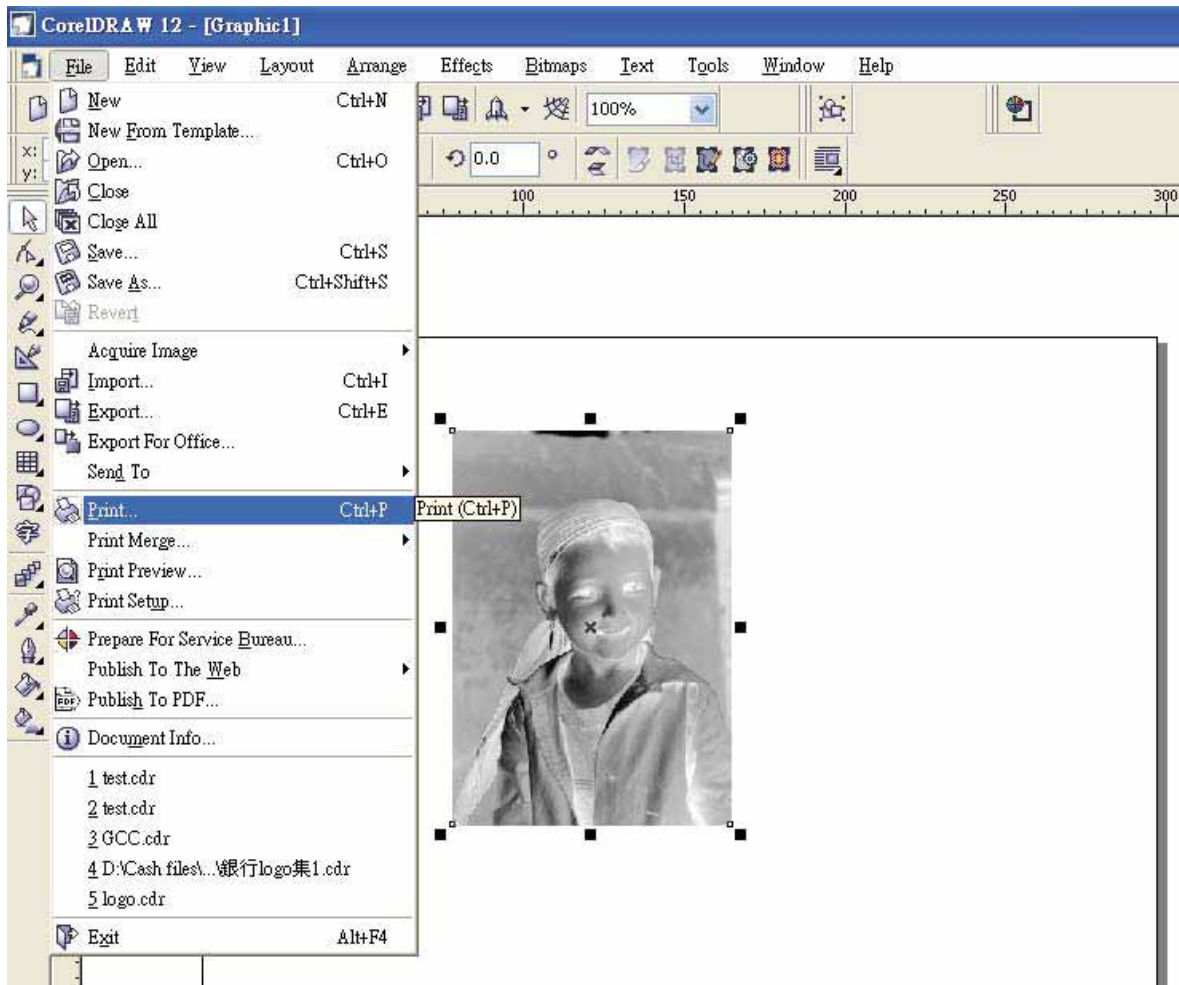 CorelDRAW 12 - [Graphic1]
File Edit View Layout Arrange Effects Bitmaps Text Tools Window Help
New Ctrl+N
100%
New From Template...
x:
Open... Ctrl+O
0.0 °
y:
Close
100 150 200 250 300
Close All
Save... Ctrl+S
Save As... Ctrl+Shift+S
Revert
Acquire Image
Import... Ctrl+I
Export... Ctrl+E
Export For Office...
Send To
Print... Ctrl+P
Print (Ctrl+P)
Print Merge...
字
Print Preview...
Print Setup...
Prepare For Service Bureau...
Publish To The Web
PDF Publish To PDF...
Document Info...
1 test.cdr
2 test.cdr
3 GCC.cdr
4 D:\Cash files\...\銀行logo集1.cdr
5 logo.cdr
Exit Alt+F4